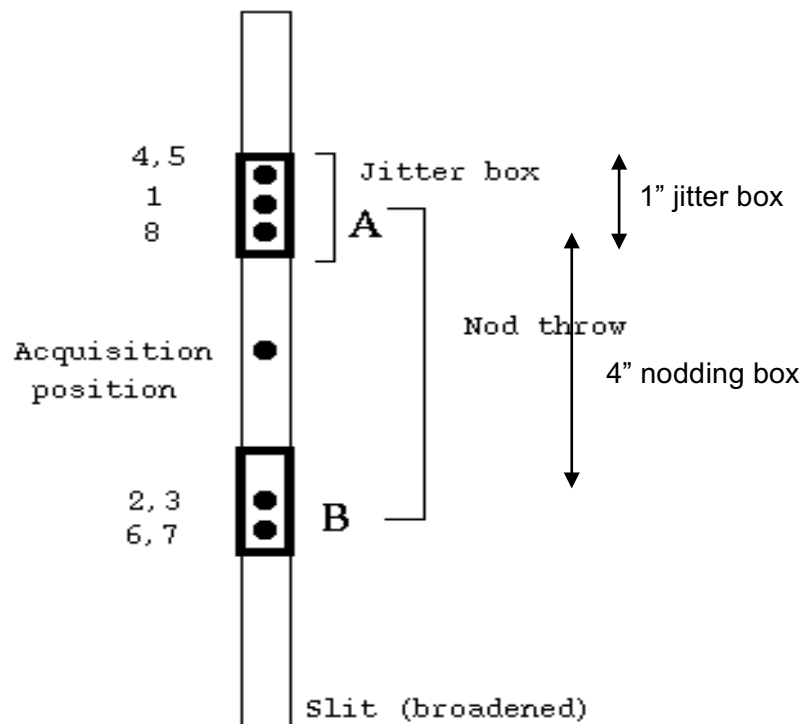 4,5
1
8
Jitter box
A
1” jitter box
Nod throw
Acquisition
position
4” nodding box
2,3
6,7
B
Slit (broadened)